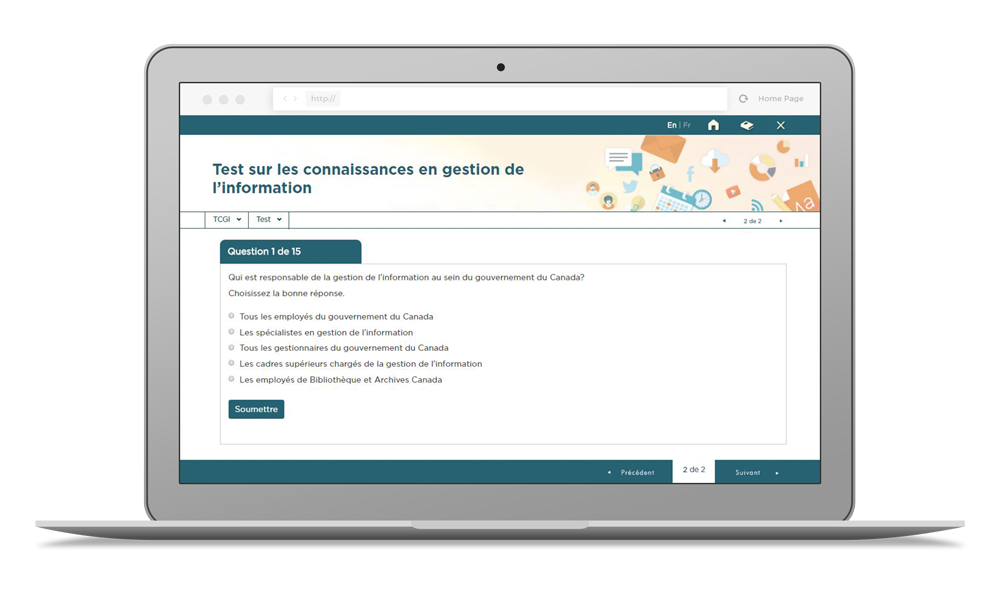 http://
Home Page
En | Fr
Test sur les connaissances en gestion de
l'information
TCGI
Test
2 de 2
Question 1 de 15
Qui est responsable de la gestion de l'information au sein du gouvernement du Canada?
Choisissez la bonne réponse.
Tous les employés du gouvernement du Canada
Les spécialistes en gestion de l'information
Tous les gestionnaires du gouvernement du Canada
Les cadres supérieurs chargés de la gestion de l'information
Les employés de Bibliothèque et Archives Canada
Soumettre
Précédent
2 de 2
Suivant
Aa